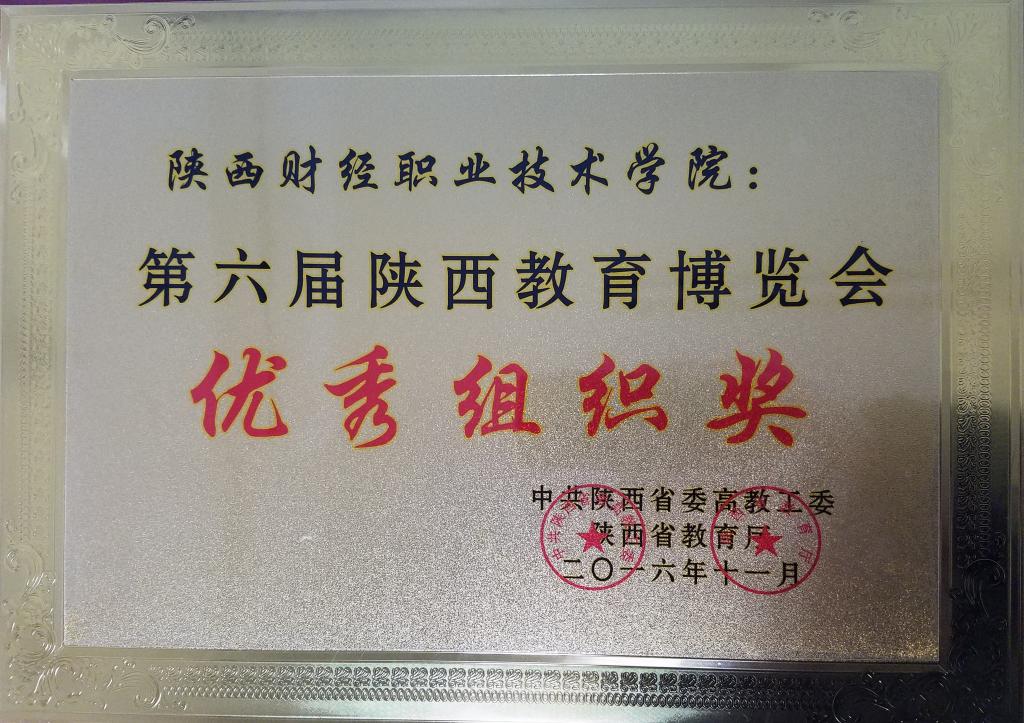 陕西财经职业技术学院：
第六届陕西教育博览会
优秀组织奖
中共陕西省委高教工委
陕西省教育厅
二〇一六年十一月